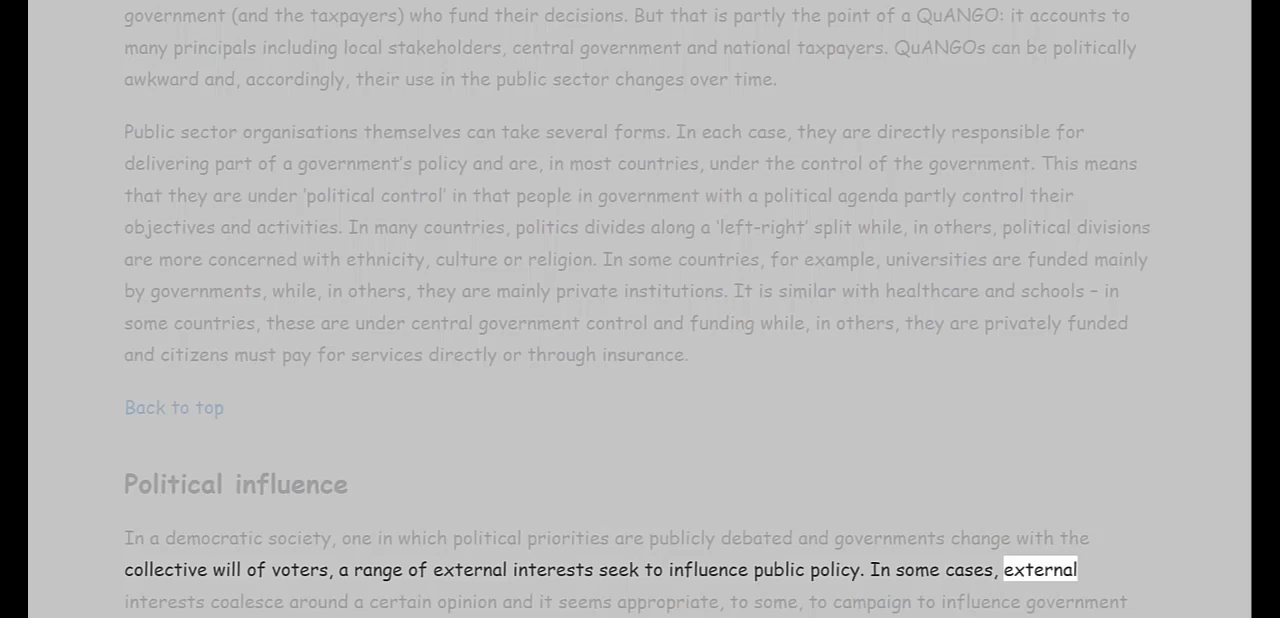 government (and the taxpayers) who fund their decisions. But that is partly the point of a QuANGO: it accounts to
many principals including local stakeholders, central government and national taxpayers. QuANGOs can be politically
awkward and, accordingly, their use in the public sector changes over time.
Public sector organisations themselves can take several forms. In each case, they are directly responsible for
delivering part of a government's policy and are, in most countries, under the control of the government. This means
that they are under 'political control' in that people in government with a political agenda partly control their
objectives and activities. In many countries, politics divides along a 'left-right' split while, in others, political divisions
are more concerned with ethnicity, culture or religion. In some countries, for example, universities are funded mainly
by governments, while, in others, they are mainly private institutions. It is similar with healthcare and schools – in
some countries, these are under central government control and funding while, in others, they are privately funded
and citizens must pay for services directly or through insurance.
Back to top
Political influence
In a democratic society, one in which political priorities are publicly debated and governments change with the
collective will of voters, a range of external interests seek to influence public policy. In some cases, external
interests coalesce around a certain opinion and it seems appropriate, to some, to campaign to influence government